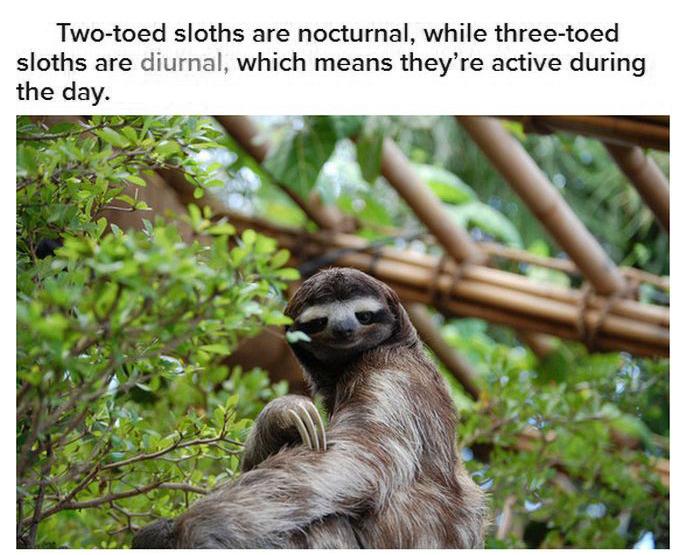 Two-toed sloths are nocturnal, while three-toed
sloths are diurnal, which means they’re active during
the day.